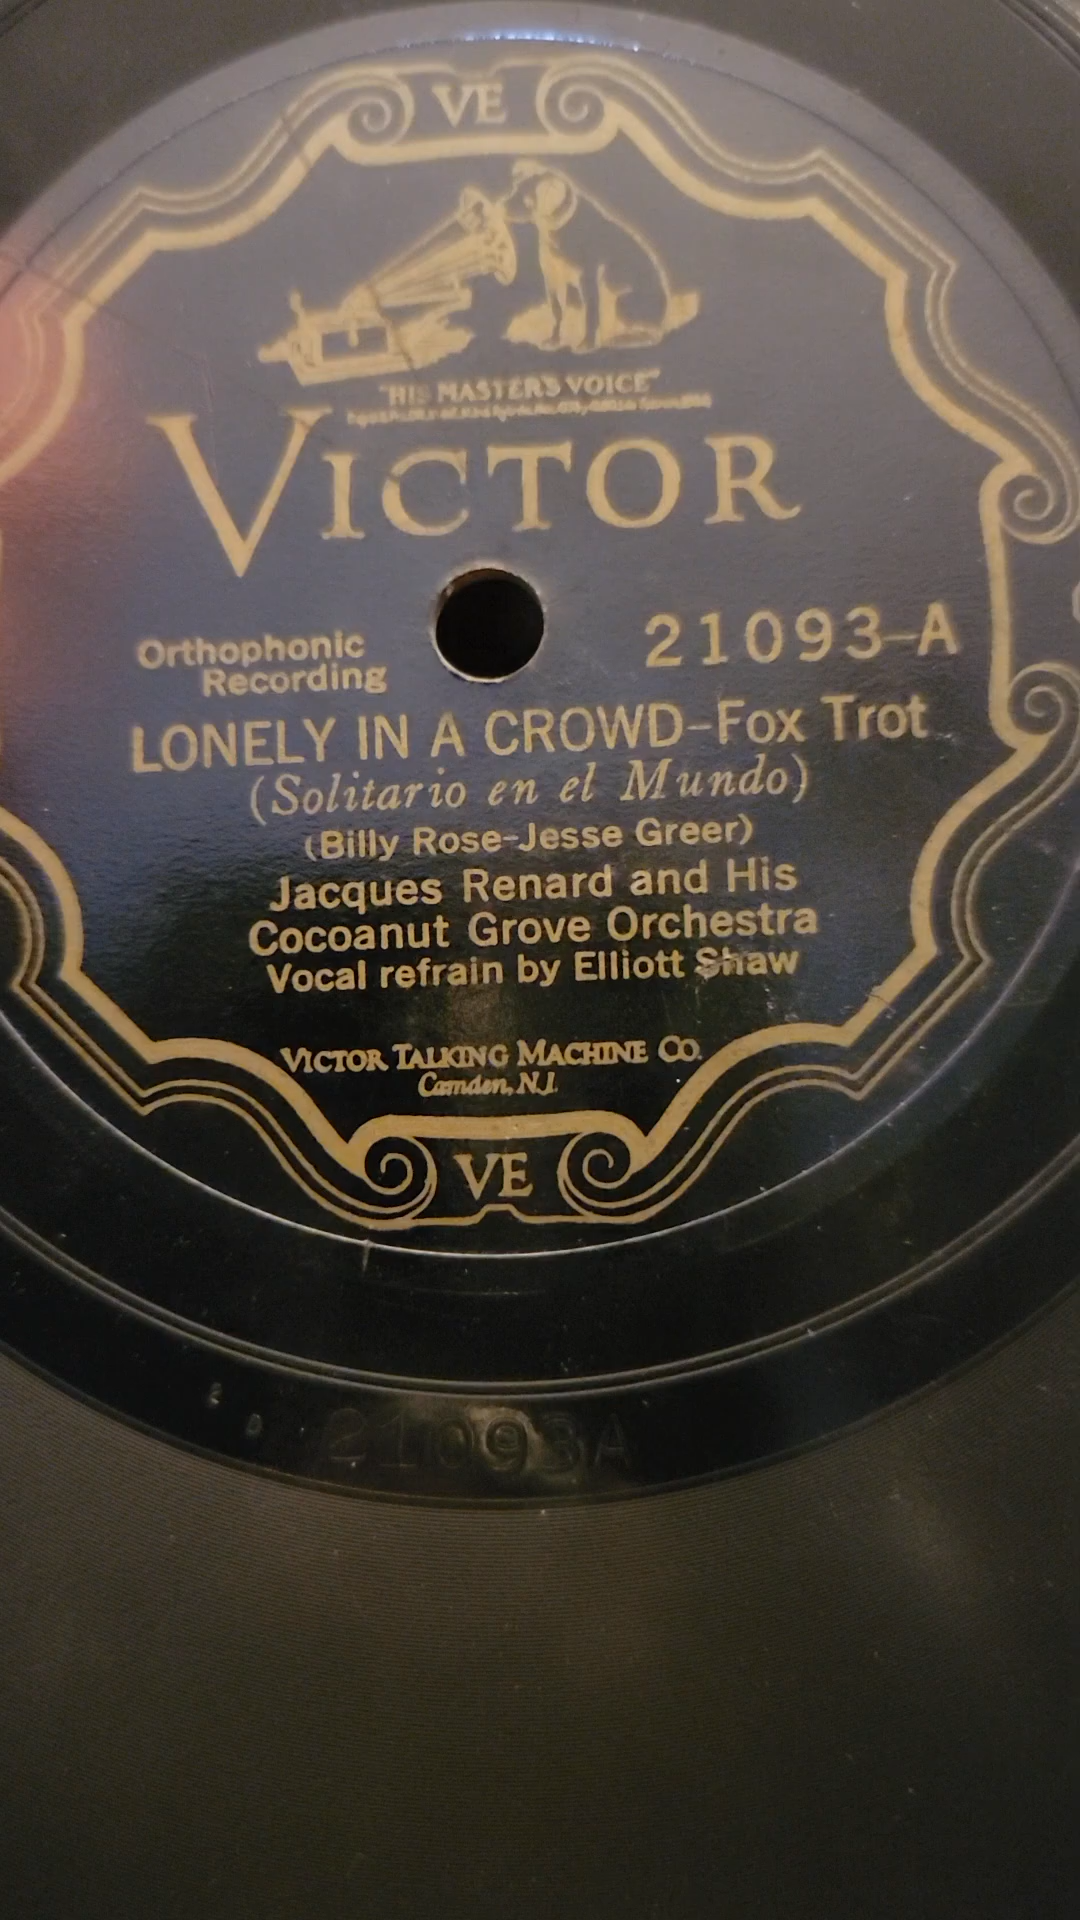 VE
"HIS MASTER'S VOICE"
VICTOR
Orthophonic
Recording
21093-A
LONELY IN A CROWD-Fox Trot
(Solitario en el Mundo)
(Billy Rose-Jesse Greer)
Jacques Renard and His
Cocoanut Grove Orchestra
Vocal refrain by Elliott Shaw
VICTOR TALKING MACHINE CO.
Camden, N.J.
VE
21093A